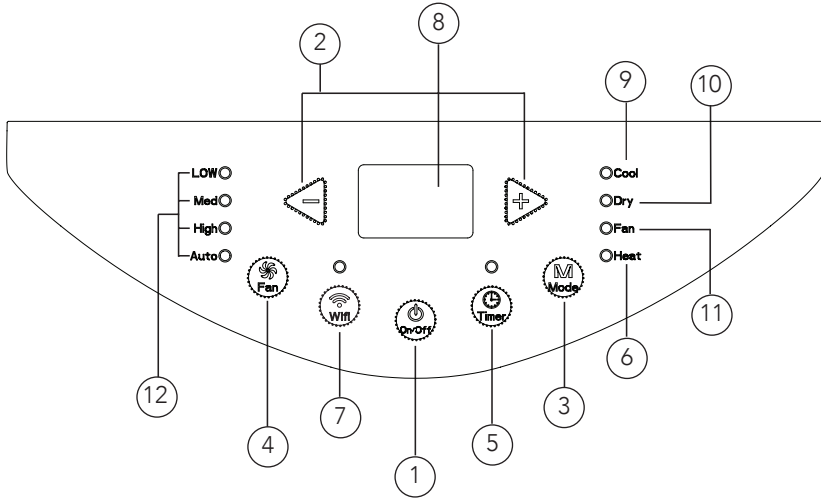 2
8
9
10
LOW
Med
High
Auto
−
+
Cool
Dry
Fan
Heat
Fan
Wifi
On/Off
Timer
M
Mode
12
4
7
1
5
3
6
11